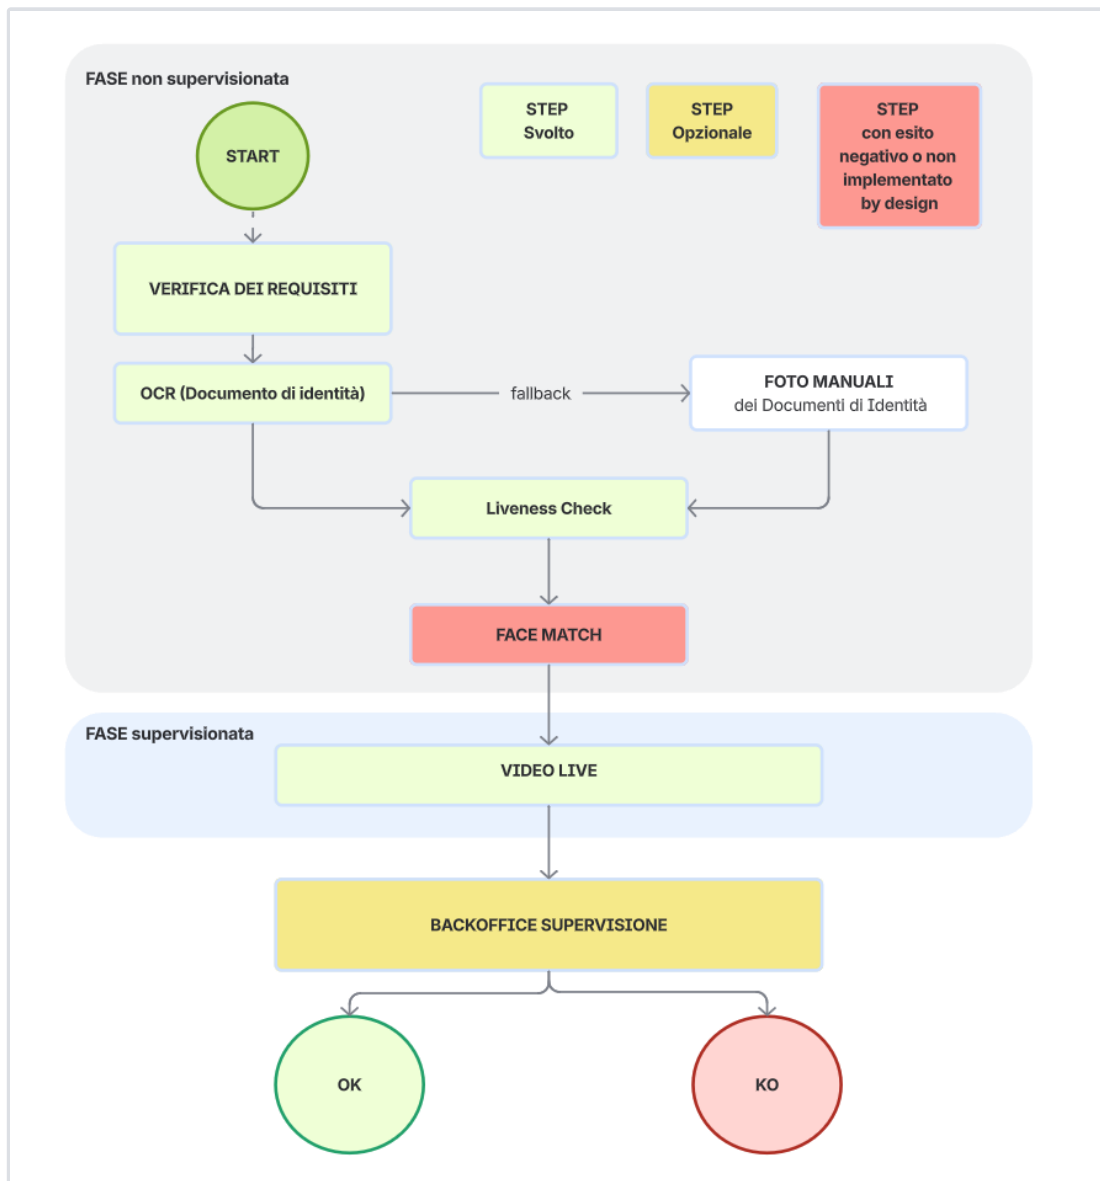 FASE non supervisionata
START
STEP
Svolto
STEP
Opzionale
STEP
con esito
negativo o non
implementato
by design
VERIFICA DEI REQUISITI
OCR (Documento di identità)
fallback
FOTO MANUALI
dei Documenti di Identità
Liveness Check
FACE MATCH
FASE supervisionata
VIDEO LIVE
BACKOFFICE SUPERVISIONE
OK
KO